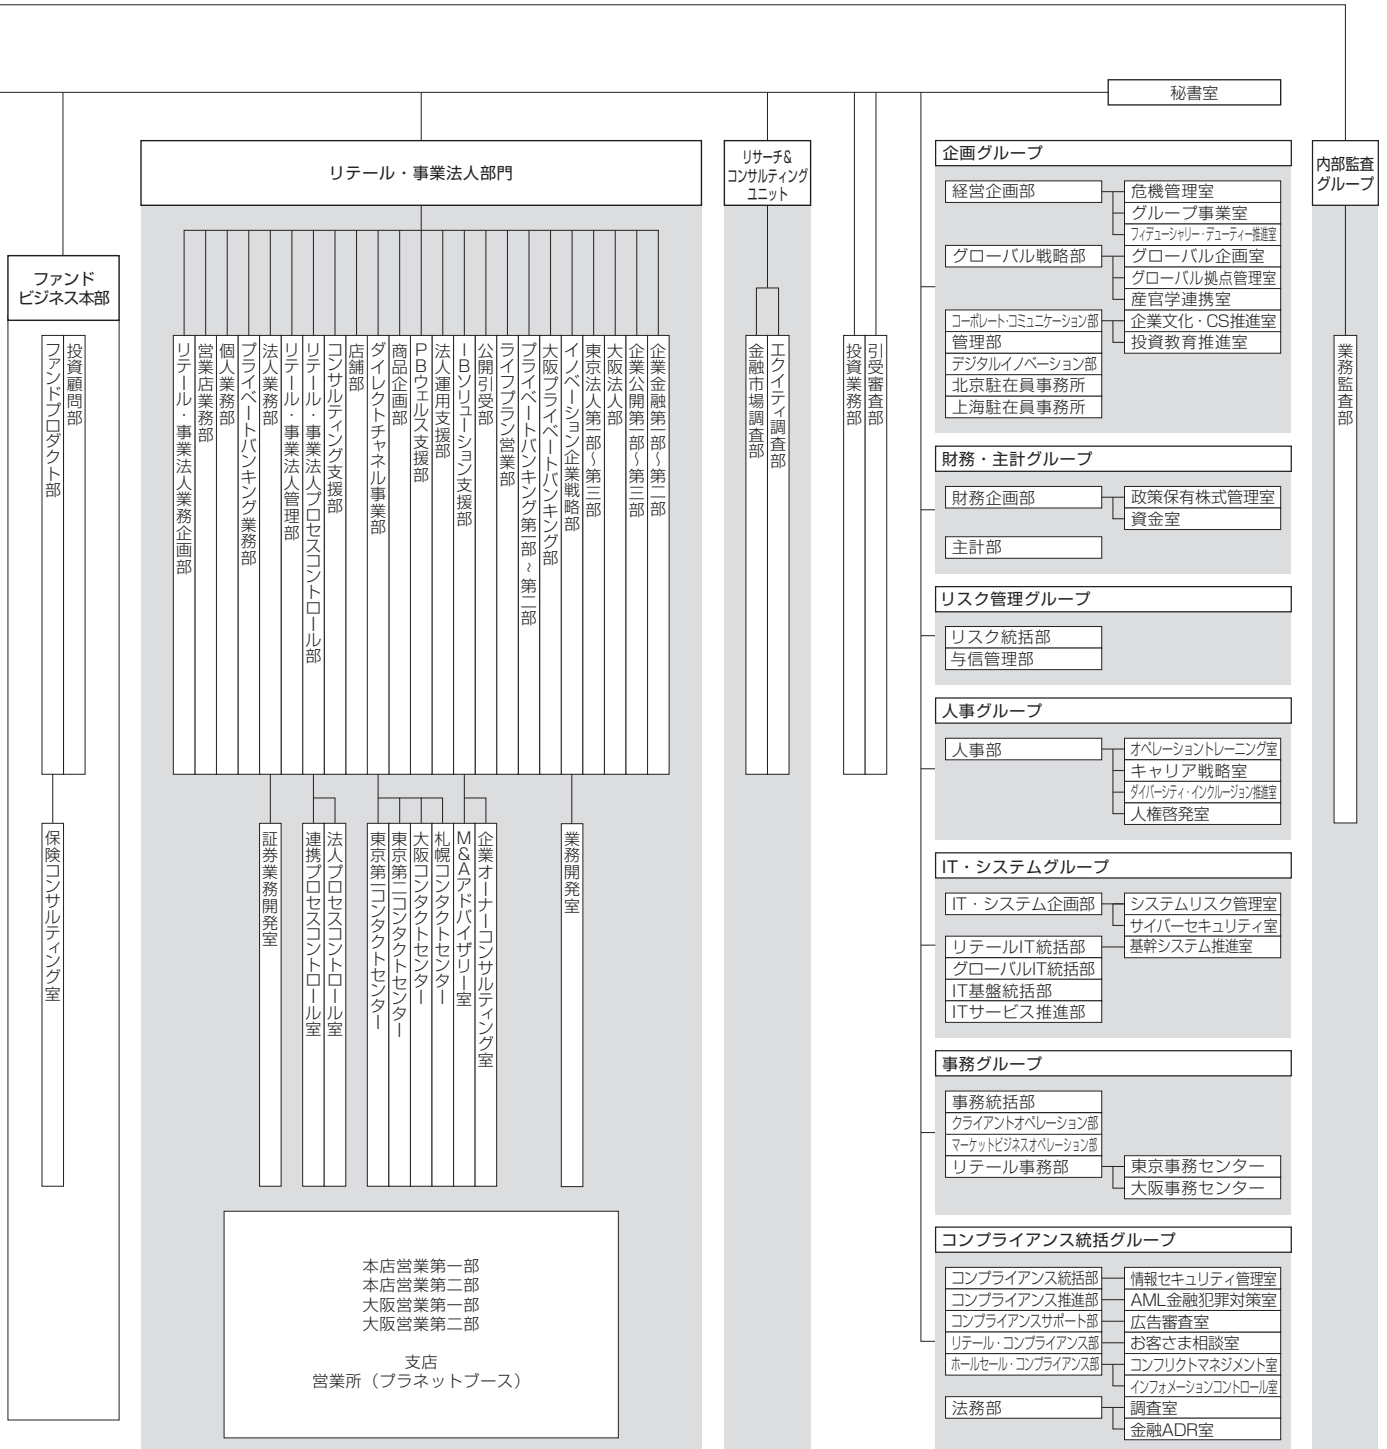 秘書室
ファンド
ビジネス本部
投資顧問部
ファンドプロダクト部
保険コンサルティング室
リテール・事業法人部門
リテール・事業法人業務企画部
営業店業務部
個人業務部
プライベートバンキング業務部
法人業務部
リテール・事業法人管理部
リテール・事業法人プロセスコントロール部
コンサルティング支援部
店舗部
ダイレクトチャネル事業部
商品企画部
PBウェルス支援部
法人運用支援部
IBソリューション支援部
公開引受部
ライフプラン営業部
プライベートバンキング第一部~第二部
大阪プライベートバンキング部
イノベーション企業戦略部
東京法人第一部~第三部
大阪法人部
企業公開第一部~第三部
企業金融第一部~第二部
証券業務開発室
連携プロセスコントロール室
法人プロセスコントロール室
東京第一コンタクトセンター
東京第二コンタクトセンター
大阪コンタクトセンター
札幌コンタクトセンター
M&Aアドバイザリー室
企業オーナーコンサルティング室
業務開発室
本店営業第一部
本店営業第二部
大阪営業第一部
大阪営業第二部
支店
営業所（プラネットブース）
リサーチ&
コンサルティング
ユニット
金融市場調査部
エクイティ調査部
投資業務部
引受審査部
企画グループ
経営企画部
危機管理室
グループ事業室
フィデューシャリー・デューティー推進室
グローバル戦略部
グローバル企画室
グローバル拠点管理室
産官学連携室
コーポレート・コミュニケーション部
企業文化・CS推進室
投資教育推進室
管理部
デジタルイノベーション部
北京駐在員事務所
上海駐在員事務所
財務・主計グループ
財務企画部
政策保有株式管理室
資金室
主計部
リスク管理グループ
リスク統括部
与信管理部
人事グループ
人事部
オペレーショントレーニング室
キャリア戦略室
ダイバーシティ・インクルージョン推進室
人権啓発室
IT・システムグループ
IT・システム企画部
システムリスク管理室
サイバーセキュリティ室
リテールIT統括部
基幹システム推進室
グローバルIT統括部
IT基盤統括部
ITサービス推進部
事務グループ
事務統括部
クライアントオペレーション部
マーケットビジネスオペレーション部
リテール事務部
東京事務センター
大阪事務センター
コンプライアンス統括グループ
コンプライアンス統括部
情報セキュリティ管理室
コンプライアンス推進部
AML金融犯罪対策室
コンプライアンスサポート部
広告審査室
リテール・コンプライアンス部
お客さま相談室
ホールセール・コンプライアンス部
コンフリクトマネジメント室
インフォメーションコントロール室
法務部
調査室
金融ADR室
内部監査
グループ
業務監査部